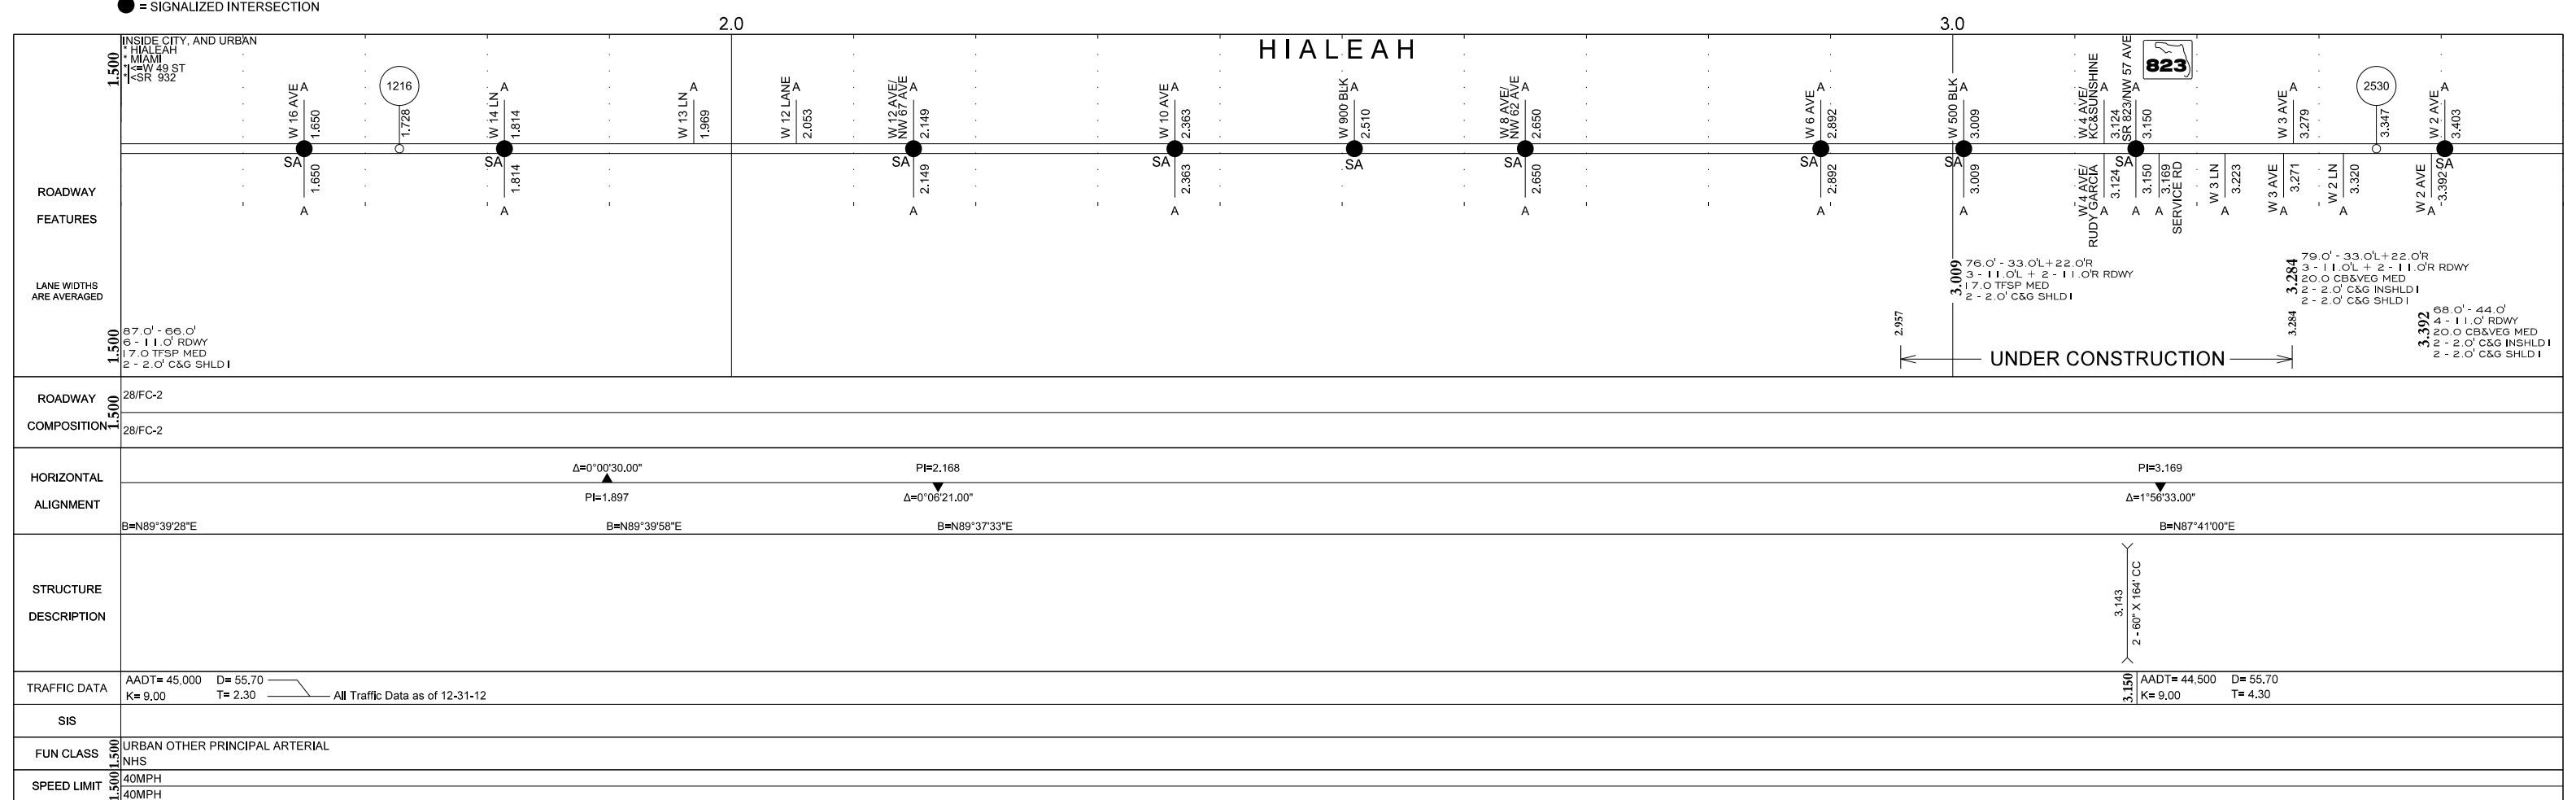 = SIGNALIZED INTERSECTION
2.0
3.0
1.500
INSIDE CITY, AND URBAN
* HIALEAH
* MIAMI
* <=W 49 ST
* <SR 932
HIALEAH
823
W 16 AVE
1.650
A
1216
1.728
W 14 LN
1.814
A
W 13 LN
1.969
A
W 12 LANE
2.053
A
W 12 AVE/
NW 67 AVE
2.149
A
W 10 AVE
2.363
A
W 900 BLK
2.510
A
W 8 AVE/
NW 62 AVE
2.650
A
W 6 AVE
2.892
A
W 500 BLK
3.009
A
W 4 AVE/
KC&SUNSHINE
3.124
A
SR 823/NW 57 AVE
3.150
A
W 3 AVE
3.279
A
2530
3.347
W 2 AVE
3.403
A
ROADWAY
FEATURES
SA
1.650
A
SA
1.814
A
SA
2.149
A
SA
2.363
A
SA
SA
2.650
A
SA
2.892
A
SA
3.009
A
W 4 AVE/
RUDY GARCIA
3.124
A
SA
3.150
A
3.169
SERVICE RD
A
W 3 LN
3.223
A
W 3 AVE
3.271
A
W 2 LN
3.320
A
W 2 AVE
3.392
A
SA
LANE WIDTHS
ARE AVERAGED
1.500
87.0' - 66.0'
6 - 11.0' RDWY
17.0 TFSP MED
2 - 2.0' C&G SHLD1
3.009
76.0' - 33.0'L+22.0'R
3 - 11.0'L + 2 - 11.0'R RDWY
17.0 TFSP MED
2 - 2.0' C&G SHLD1
3.284
79.0' - 33.0'L+22.0'R
3 - 11.0'L + 2 - 11.0'R RDWY
20.0 CB&VEG MED
2 - 2.0' C&G INSHLD1
2 - 2.0' C&G SHLD1
3.392
68.0' - 44.0'
4 - 11.0' RDWY
20.0 CB&VEG MED
2 - 2.0' C&G INSHLD1
2 - 2.0' C&G SHLD1
2.957
UNDER CONSTRUCTION
3.284
ROADWAY
COMPOSITION
1.500
28/FC-2
28/FC-2
HORIZONTAL
ALIGNMENT
Δ=0°00'30.00"
PI=1.897
PI=2.168
Δ=0°06'21.00"
PI=3.169
Δ=1°56'33.00"
B=N89°39'28"E
B=N89°39'58"E
B=N89°37'33"E
B=N87°41'00"E
STRUCTURE
DESCRIPTION
3.143
2 - 60" X 164' CC
TRAFFIC DATA
AADT= 45,000 D= 55.70
K= 9.00 T= 2.30
All Traffic Data as of 12-31-12
3.150
AADT= 44,500 D= 55.70
K= 9.00 T= 4.30
SIS
FUN CLASS
1.500
URBAN OTHER PRINCIPAL ARTERIAL
NHS
SPEED LIMIT
1.500
40MPH
40MPH